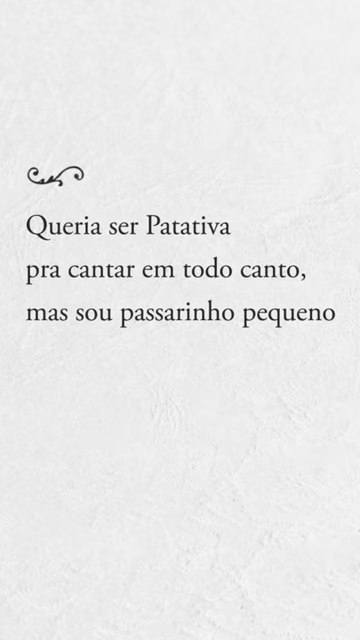 Queria ser Patativa
pra cantar em todo canto,
mas sou passarinho pequeno